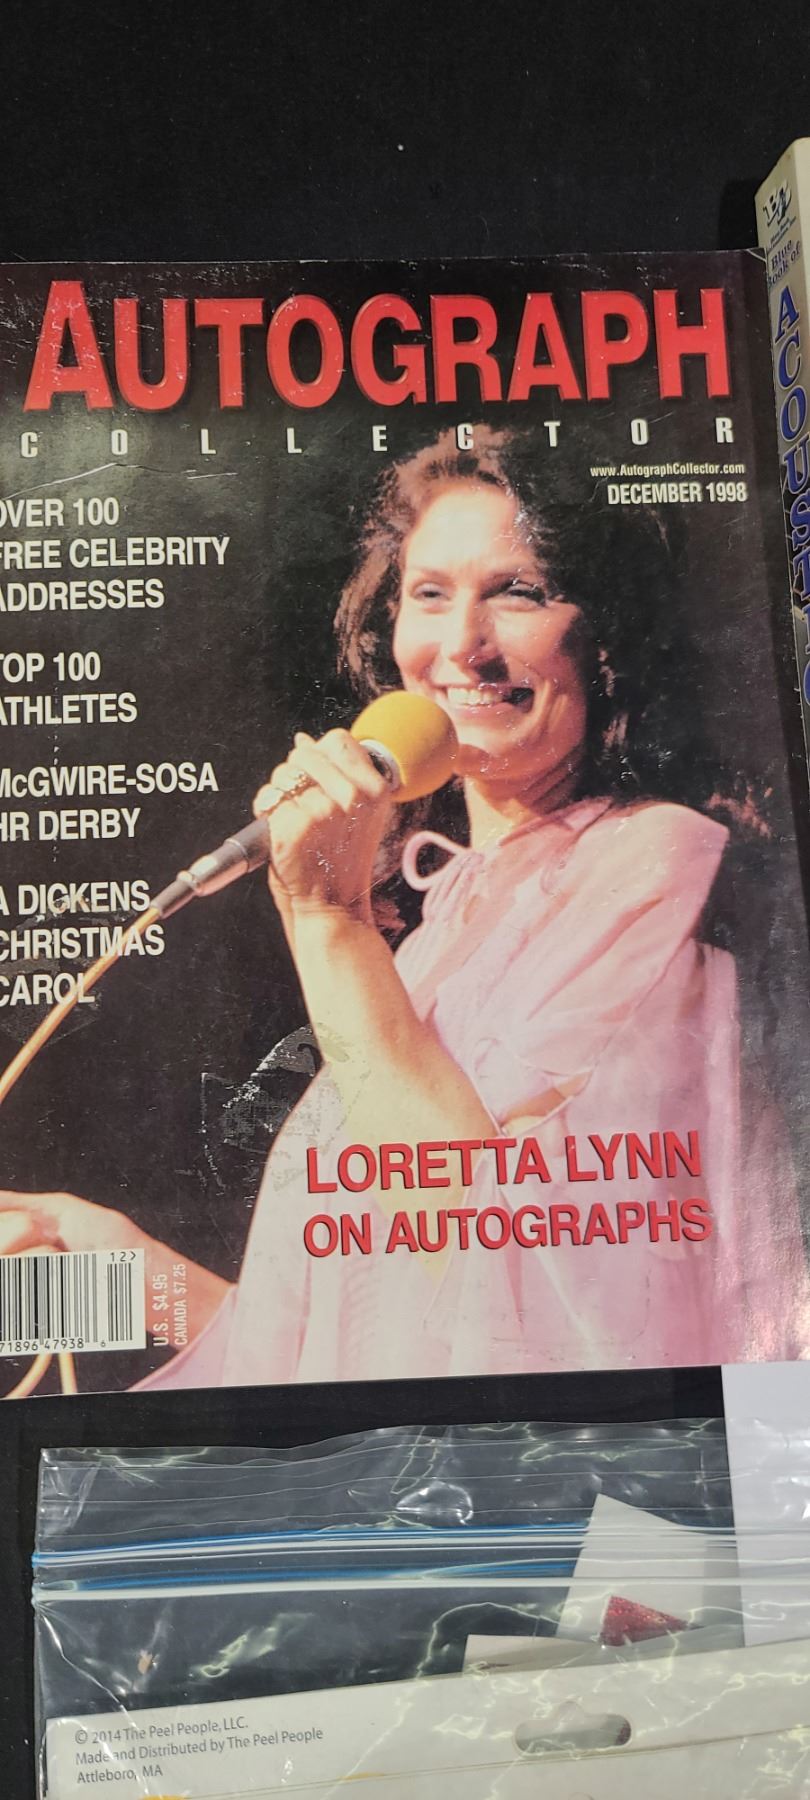 AUTOGRAPH
COLLECTOR
www.AutographCollector.com
DECEMBER 1998
OVER 100
FREE CELEBRITY
ADDRESSES
TOP 100
ATHLETES
McGWIRE-SOSA
HR DERBY
A DICKENS
CHRISTMAS
CAROL
LORETTA LYNN
ON AUTOGRAPHS
12>
71896 47938 6
U.S. $4.95
CANADA $7.25
Blue
Book of
ACOUSTIC
© 2014 The Peel People, LLC.
Made and Distributed by The Peel People
Attleboro, MA